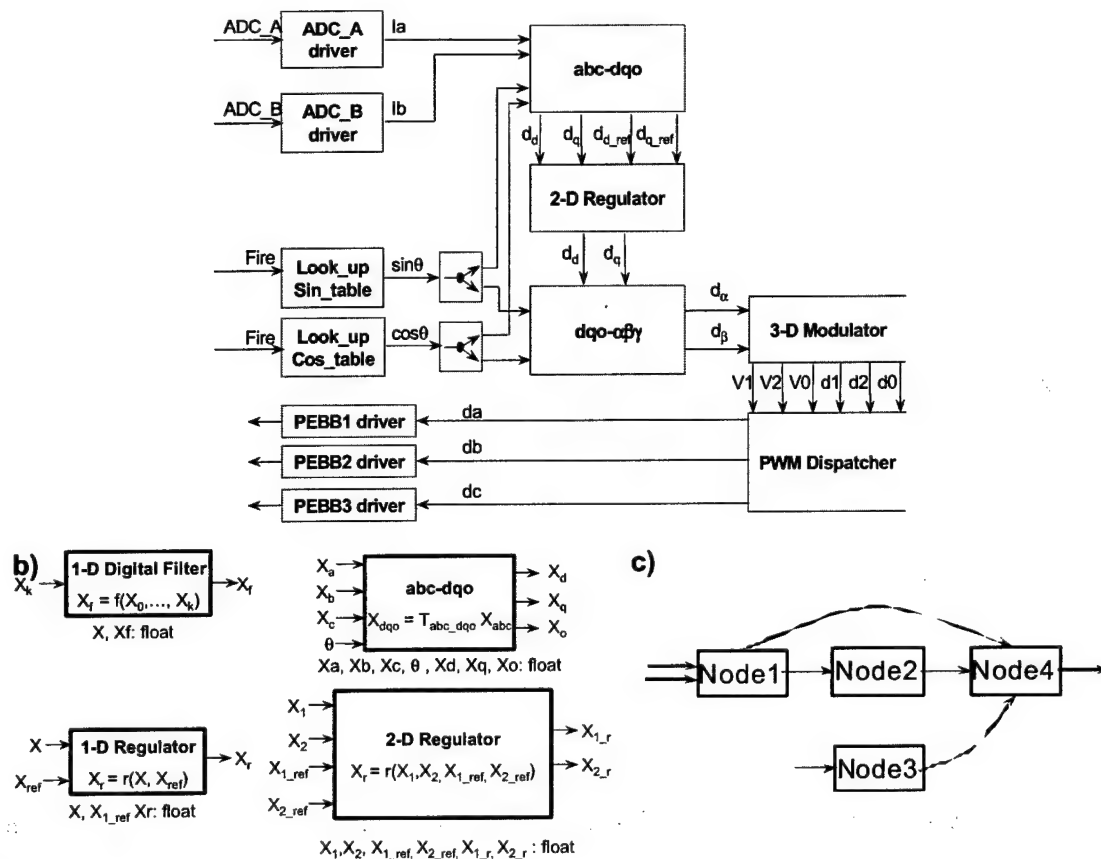 ADC_A
ADC_A driver
Ia
ADC_B
ADC_B driver
Ib
abc-dqo
d_d d_q d_d_ref d_q_ref
2-D Regulator
d_d d_q
Fire
Look_up Sin_table
sinθ
Fire
Look_up Cos_table
cosθ
dqo-αβγ
d_α
d_β
3-D Modulator
V1 V2 V0 d1 d2 d0
PEBB1 driver
da
PEBB2 driver
db
PEBB3 driver
dc
PWM Dispatcher
b)
X_k
1-D Digital Filter
X_f = f(X_0,..., X_k)
X_f
X, Xf: float
X_a
X_b
X_c
θ
abc-dqo
X_dqo = T_abc_dqo X_abc
X_d
X_q
X_o
Xa, Xb, Xc, θ , Xd, Xq, Xo: float
X
X_ref
1-D Regulator
X_r = r(X, X_ref)
X_r
X, X_1_ref Xr: float
X_1
X_2
X_1_ref
X_2_ref
2-D Regulator
X_r = r(X_1,X_2, X_1_ref, X_2_ref)
X_1_r
X_2_r
X_1,X_2, X_1_ref, X_2_ref, X_1_r, X_2_r : float
c)
Node1
Node2
Node4
Node3